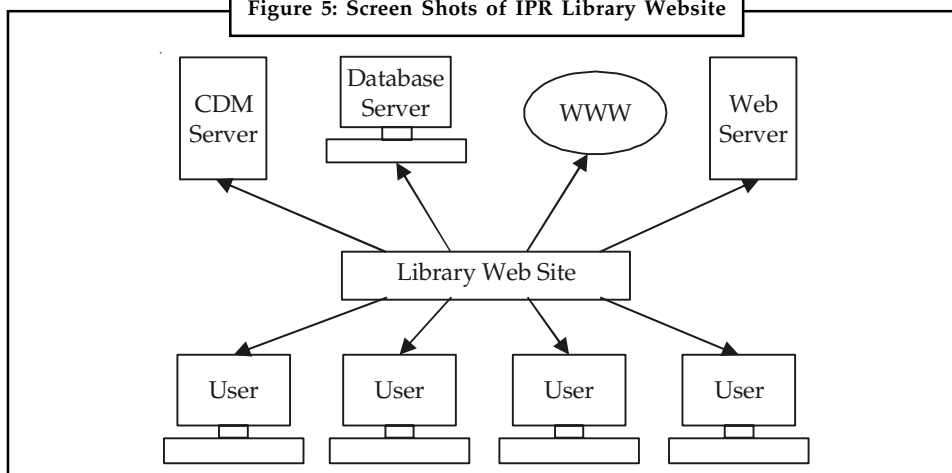 Figure 5: Screen Shots of IPR Library Website
CDM
Server
Database
Server
WWW
Web
Server
Library Web Site
User
User
User
User